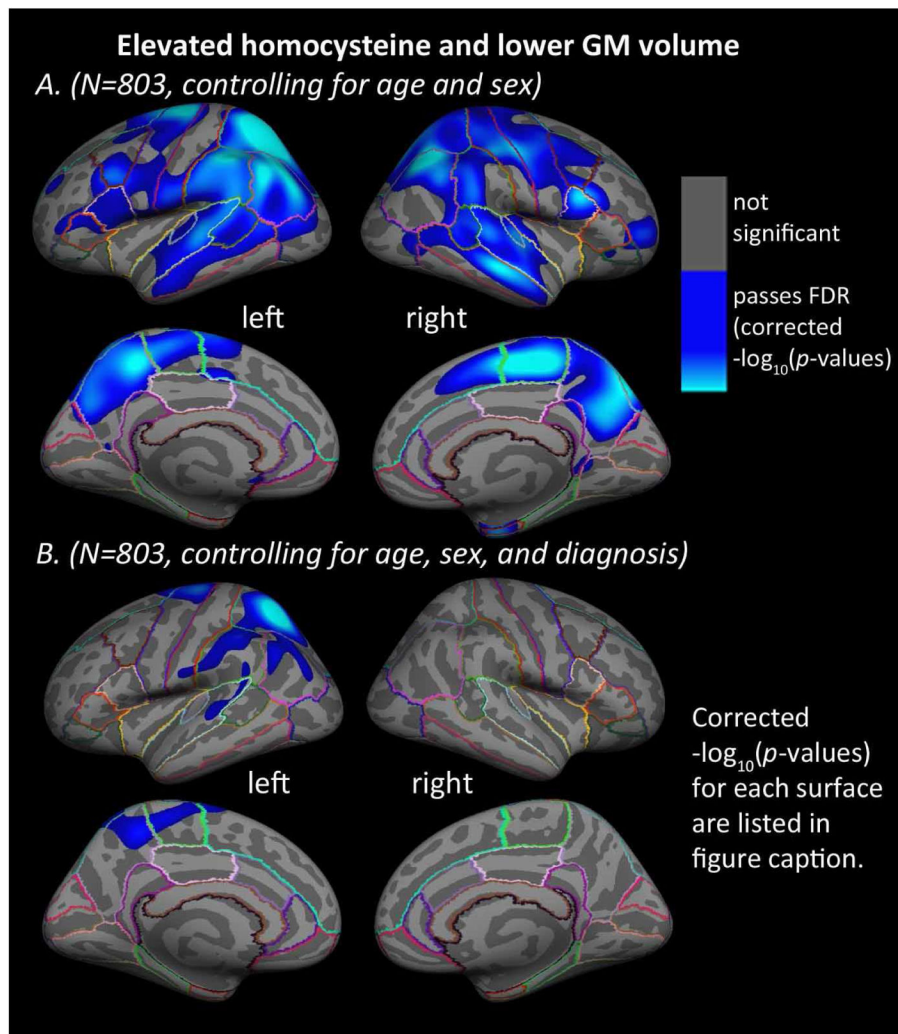 Elevated homocysteine and lower GM volume
A. (N=803, controlling for age and sex)
not
significant
passes FDR
(corrected
-log₁₀(p-values)
left
right
B. (N=803, controlling for age, sex, and diagnosis)
left
right
Corrected
-log₁₀(p-values)
for each surface
are listed in
figure caption.